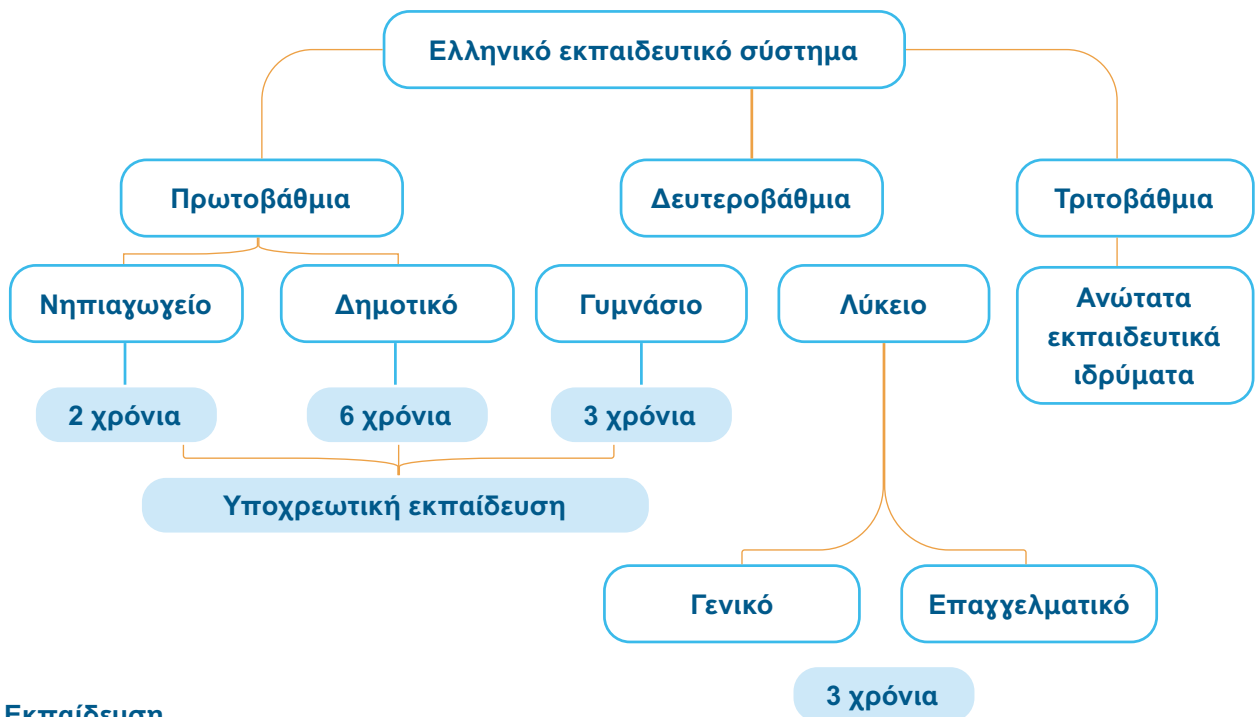 Ελληνικό εκπαιδευτικό σύστημα
Πρωτοβάθμια
Δευτεροβάθμια
Τριτοβάθμια
Νηπιαγωγείο
Δημοτικό
Γυμνάσιο
Λύκειο
Ανώτατα
εκπαιδευτικά
ιδρύματα
2 χρόνια
6 χρόνια
3 χρόνια
Υποχρεωτική εκπαίδευση
Γενικό
Επαγγελματικό
3 χρόνια
Εκπαίδευση